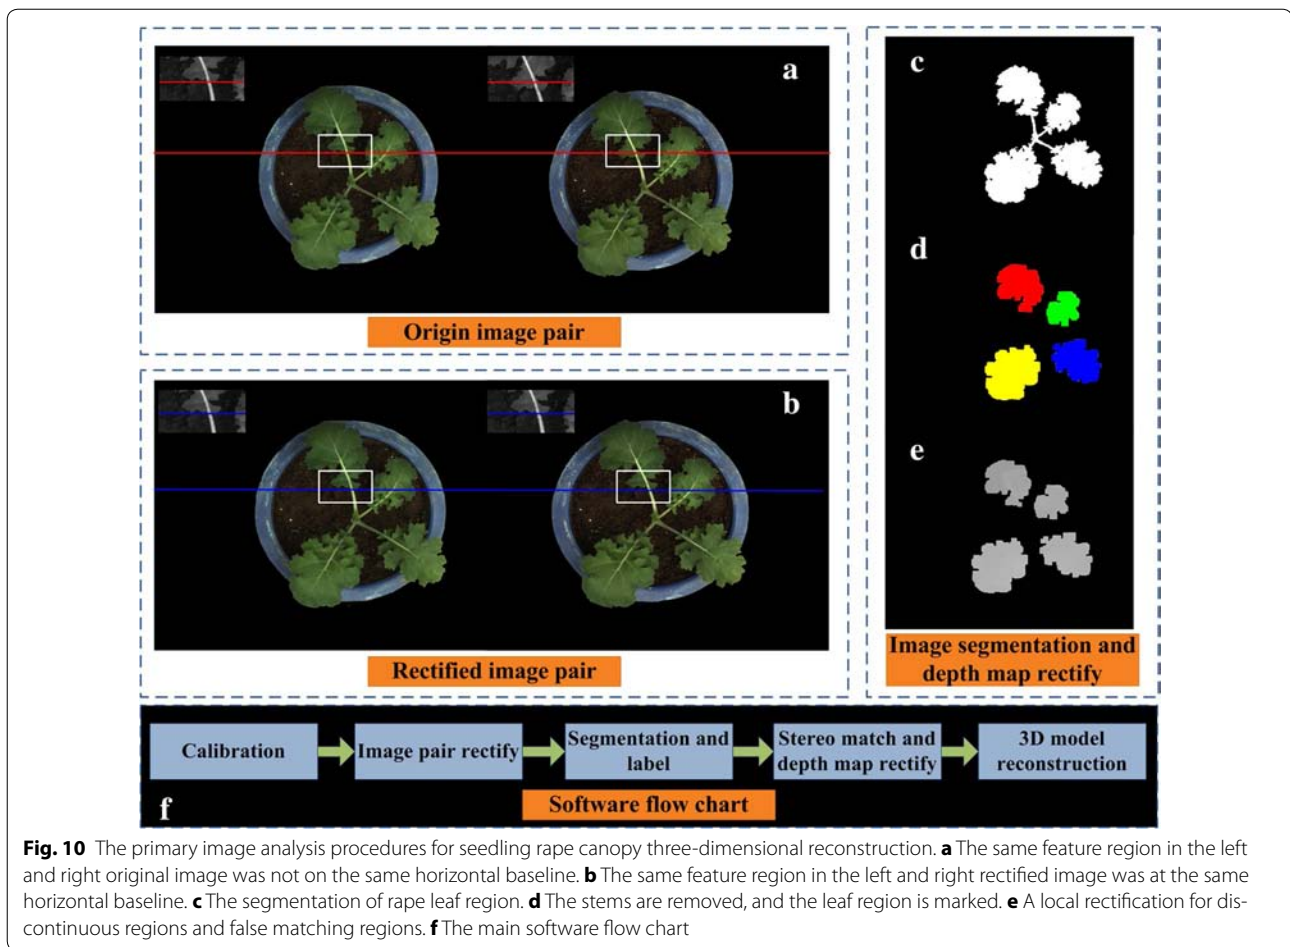 a
Origin image pair
b
Rectified image pair
c
d
e
Image segmentation and
depth map rectify
Calibration
Image pair rectify
Segmentation and
label
Stereo match and
depth map rectify
3D model
reconstruction
f
Software flow chart
Fig. 10 The primary image analysis procedures for seedling rape canopy three-dimensional reconstruction. a The same feature region in the left
and right original image was not on the same horizontal baseline. b The same feature region in the left and right rectified image was at the same
horizontal baseline. c The segmentation of rape leaf region. d The stems are removed, and the leaf region is marked. e A local rectification for dis-
continuous regions and false matching regions. f The main software flow chart